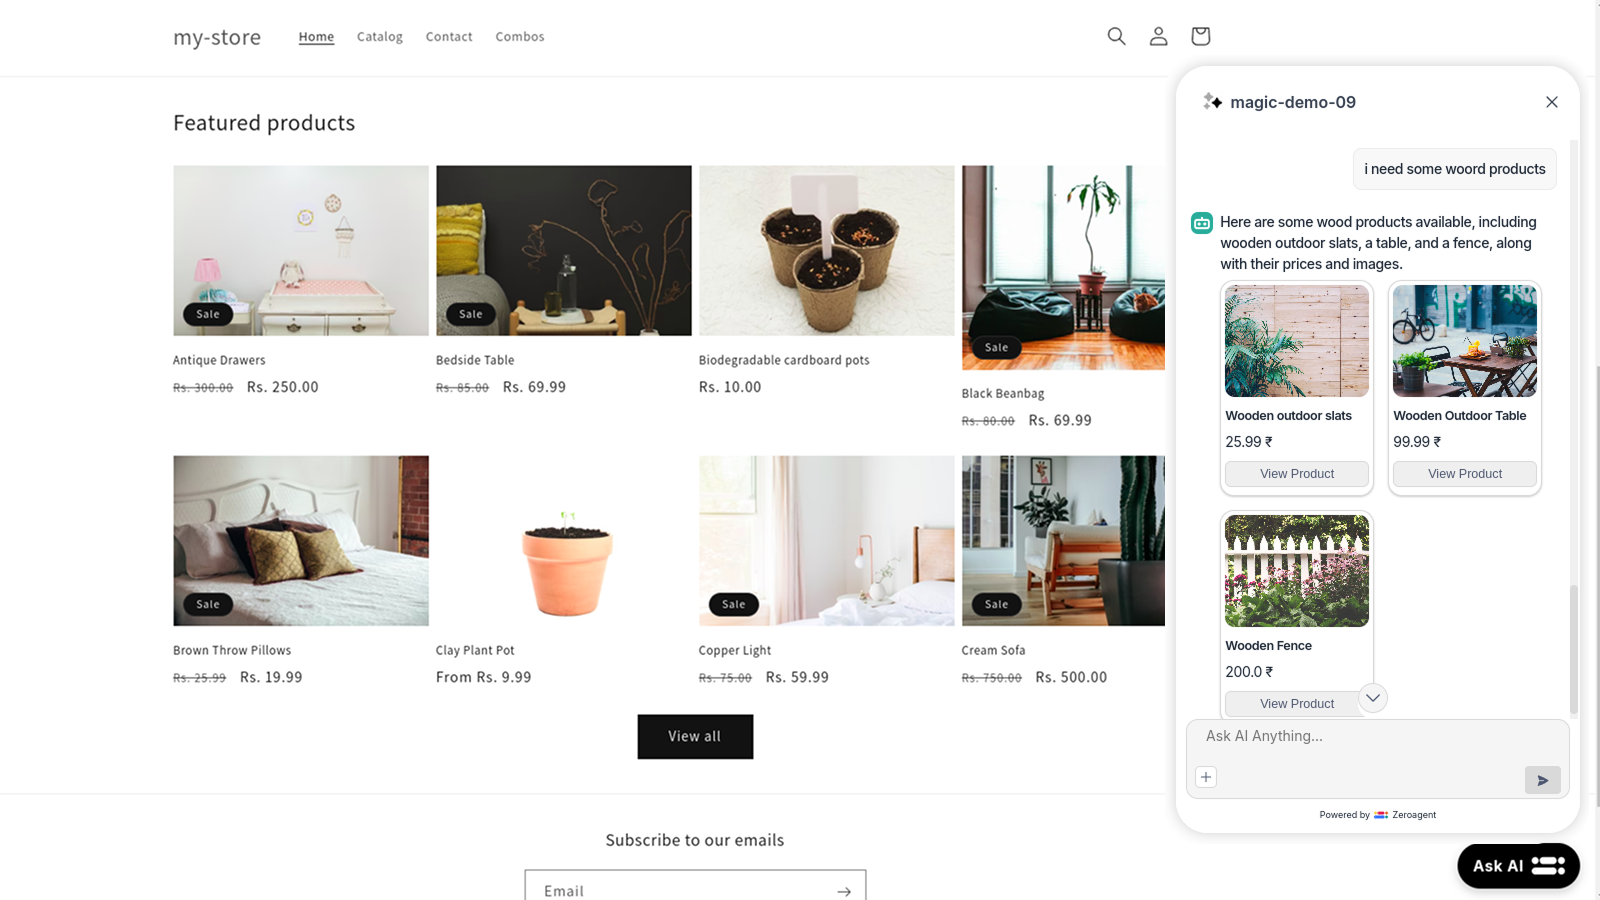 my-store
Home
Catalog
Contact
Combos
Featured products
Sale
Antique Drawers
Rs. 300.00 Rs. 250.00
Sale
Bedside Table
Rs. 85.00 Rs. 69.99
Biodegradable cardboard pots
Rs. 10.00
Sale
Black Beanbag
Rs. 80.00 Rs. 69.99
Sale
Brown Throw Pillows
Rs. 25.99 Rs. 19.99
Clay Plant Pot
From Rs. 9.99
Sale
Copper Light
Rs. 75.00 Rs. 59.99
Sale
Cream Sofa
Rs. 750.00 Rs. 500.00
View all
Subscribe to our emails
Email
magic-demo-09
i need some woord products
Here are some wood products available, including
wooden outdoor slats, a table, and a fence, along
with their prices and images.
Wooden outdoor slats
25.99 ₹
View Product
Wooden Outdoor Table
99.99 ₹
View Product
Wooden Fence
200.0 ₹
View Product
Ask AI Anything...
Powered by Zeroagent
Ask AI